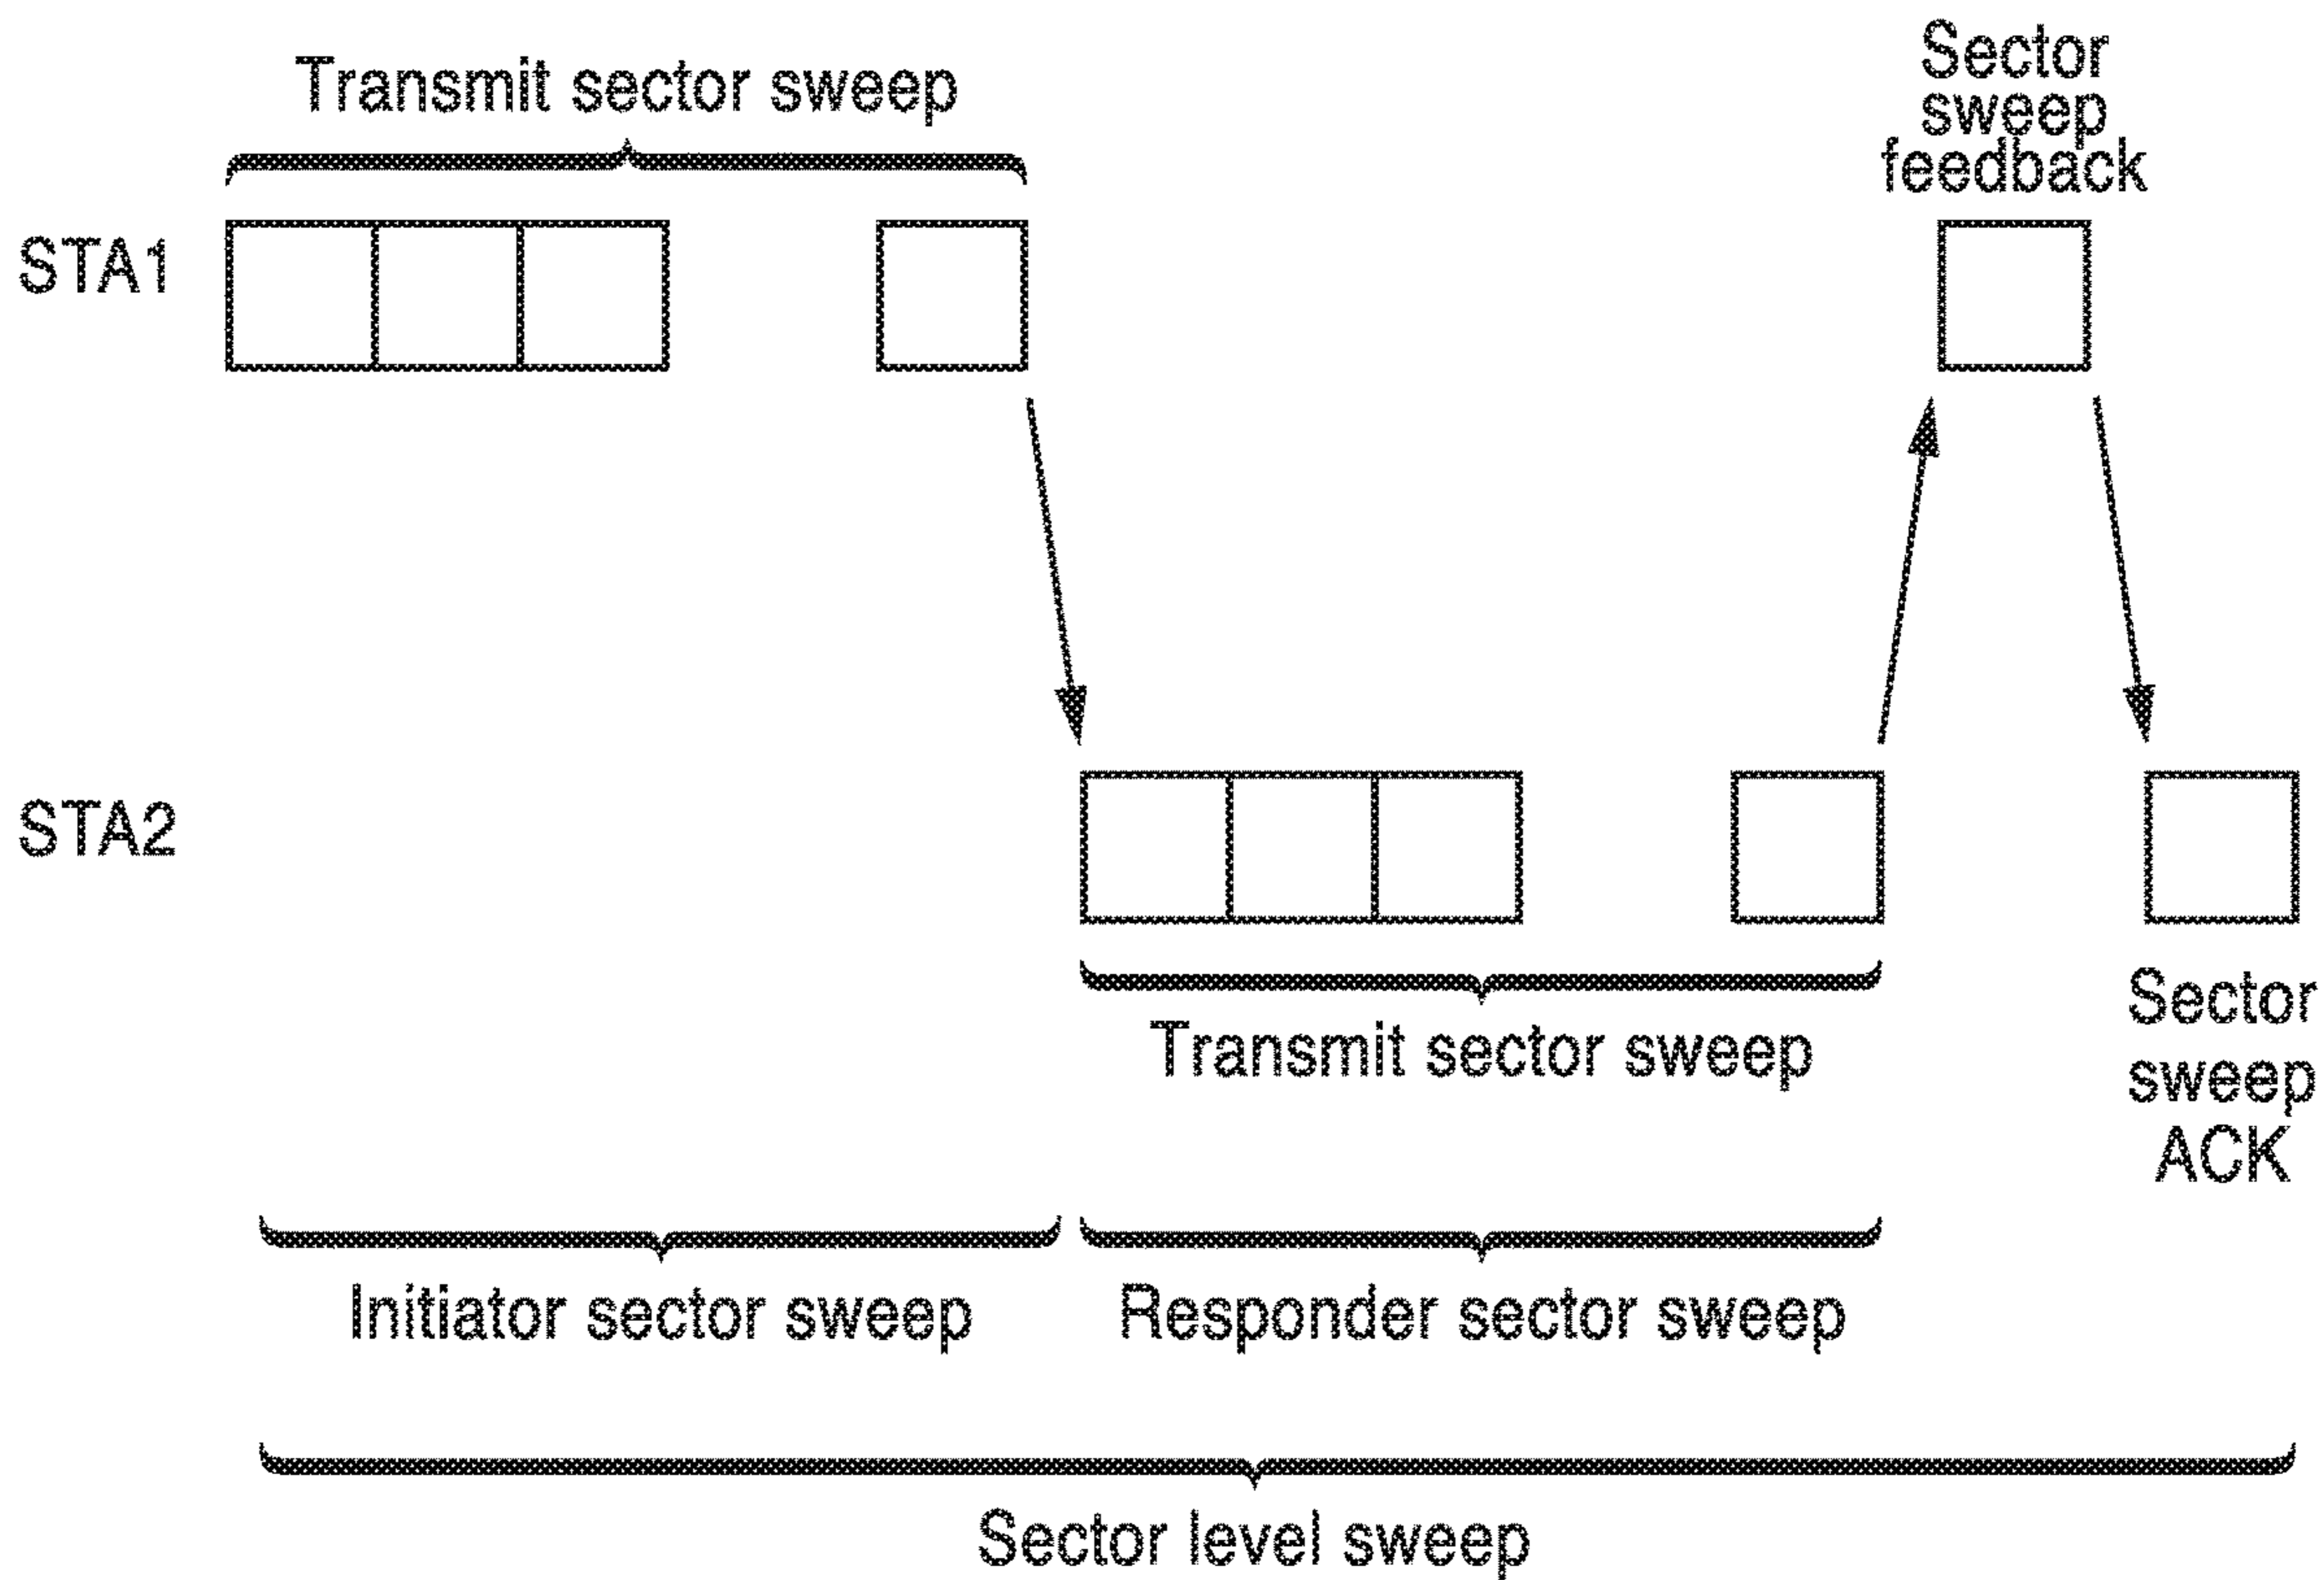 Transmit sector sweep
Sector
sweep
feedback
STA1
STA2
Transmit sector sweep
Sector
sweep
ACK
Initiator sector sweep
Responder sector sweep
Sector level sweep